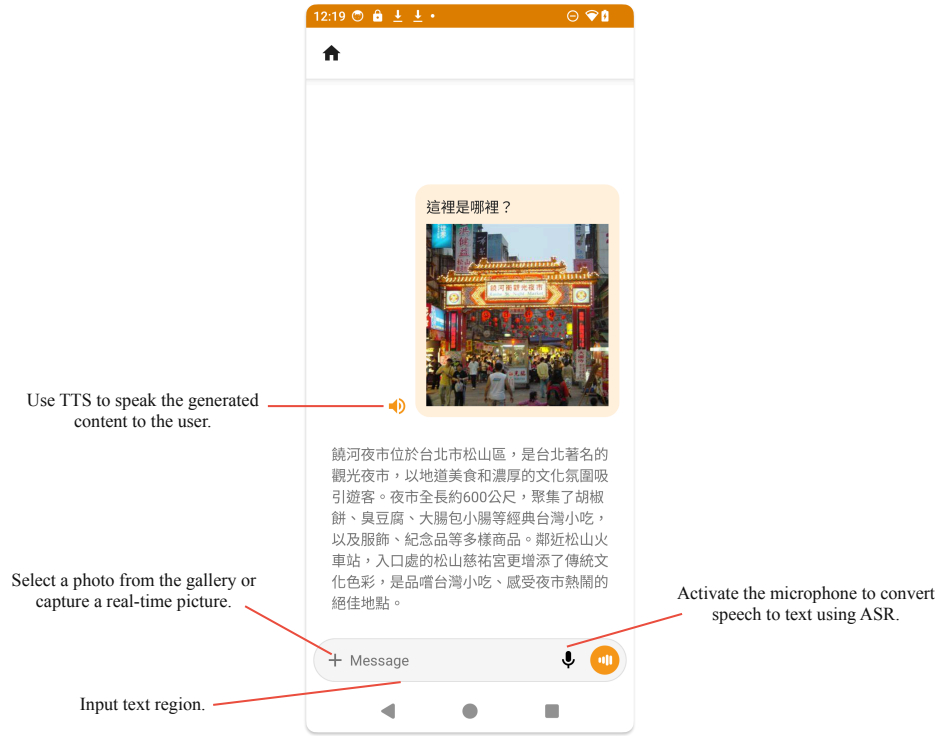 12:19
這裡是哪裡？
饒河街觀光夜市
Use TTS to speak the generated
content to the user.
饒河夜市位於台北市松山區，是台北著名的
觀光夜市，以地道美食和濃厚的文化氛圍吸
引遊客。夜市全長約600公尺，聚集了胡椒
餅、臭豆腐、大腸包小腸等經典台灣小吃，
以及服飾、紀念品等多樣商品。鄰近松山火
車站，入口處的松山慈祐宮更增添了傳統文
化色彩，是品嚐台灣小吃、感受夜市熱鬧的
絕佳地點。
Select a photo from the gallery or
capture a real-time picture.
Activate the microphone to convert
speech to text using ASR.
Message
Input text region.